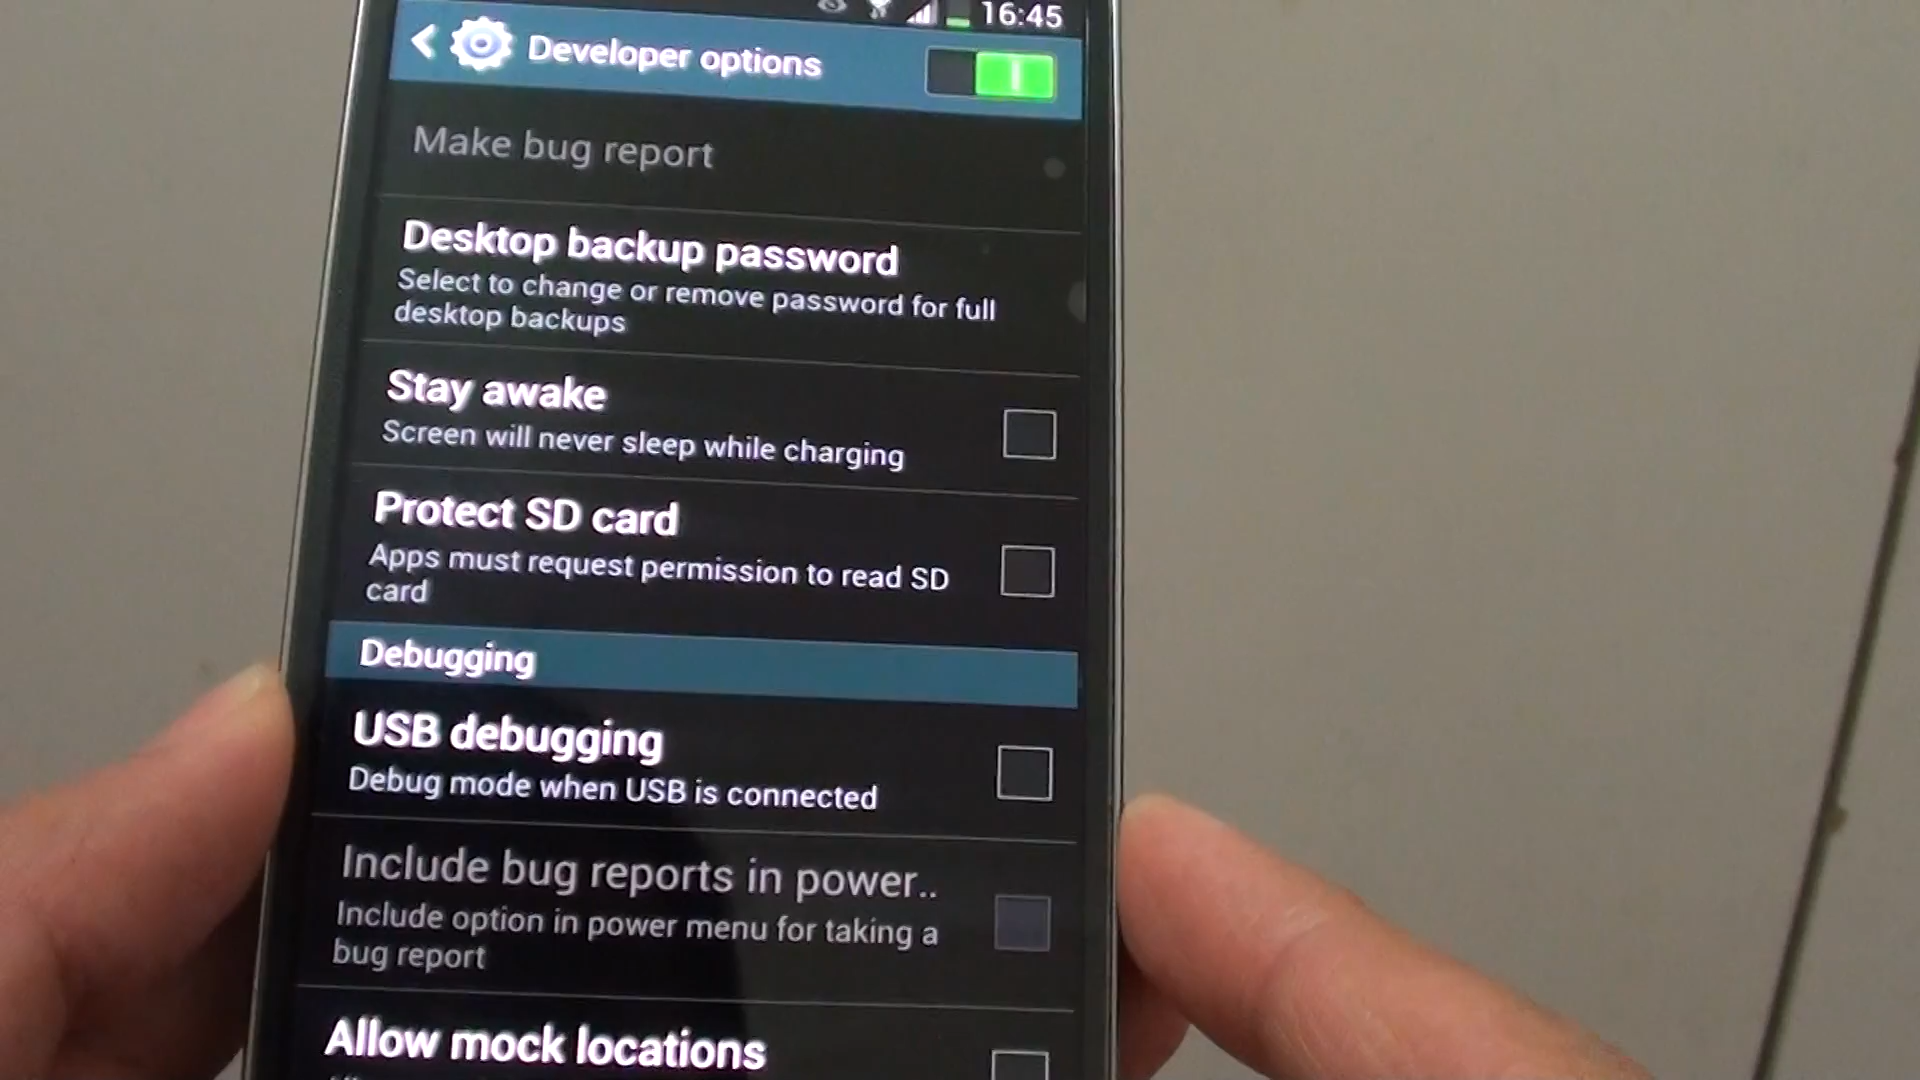 16:45
Developer options
Make bug report
Desktop backup password
Select to change or remove password for full
desktop backups
Stay awake
Screen will never sleep while charging
Protect SD card
Apps must request permission to read SD
card
Debugging
USB debugging
Debug mode when USB is connected
Include bug reports in power..
Include option in power menu for taking a
bug report
Allow mock locations